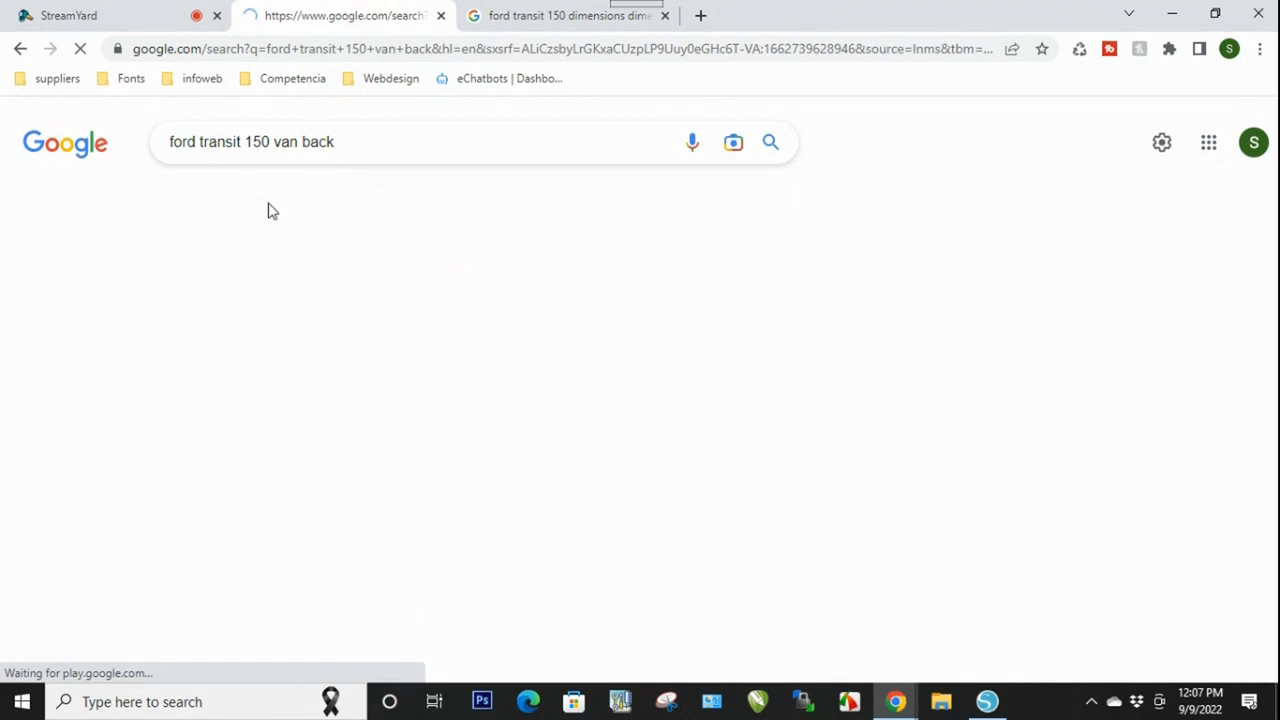 StreamYard
https://www.google.com/search?
ford transit 150 dimensions dime
google.com/search?q=ford+transit+150+van+back&hl=en&sxsrf=ALiCzsbyLrGKxaCUzpLP9Uuy0eGHc6T-VA:1662739628946&source=lnms&tbm=...
S
suppliers
Fonts
infoweb
Competencia
Webdesign
eChatbots | Dashbo...
Google
ford transit 150 van back
S
Waiting for play.google.com...
Type here to search
Ps
12:07 PM
9/9/2022